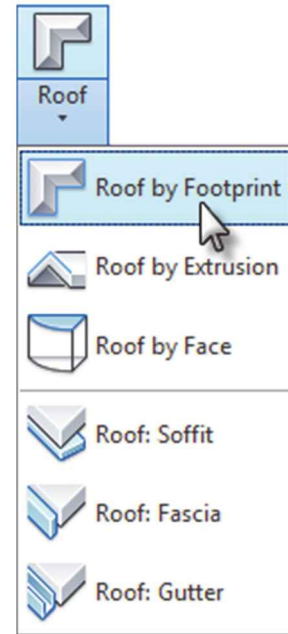 Roof
Roof by Footprint
Roof by Extrusion
Roof by Face
Roof: Soffit
Roof: Fascia
Roof: Gutter